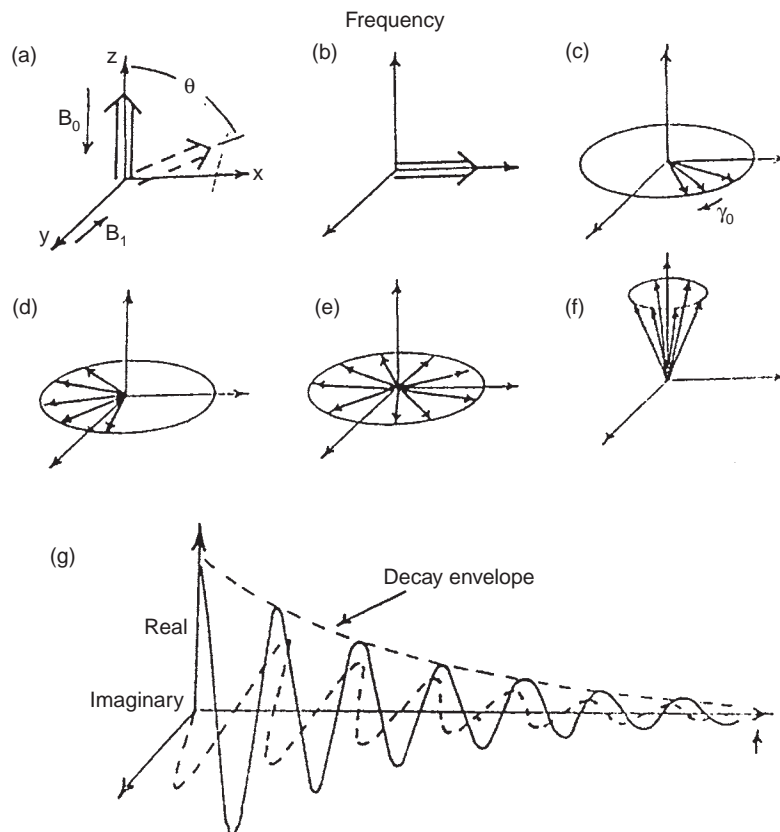 Frequency
(a)
z
θ
B0
x
y
B1
(b)
(c)
γ0
(d)
(e)
(f)
(g)
Decay envelope
Real
Imaginary